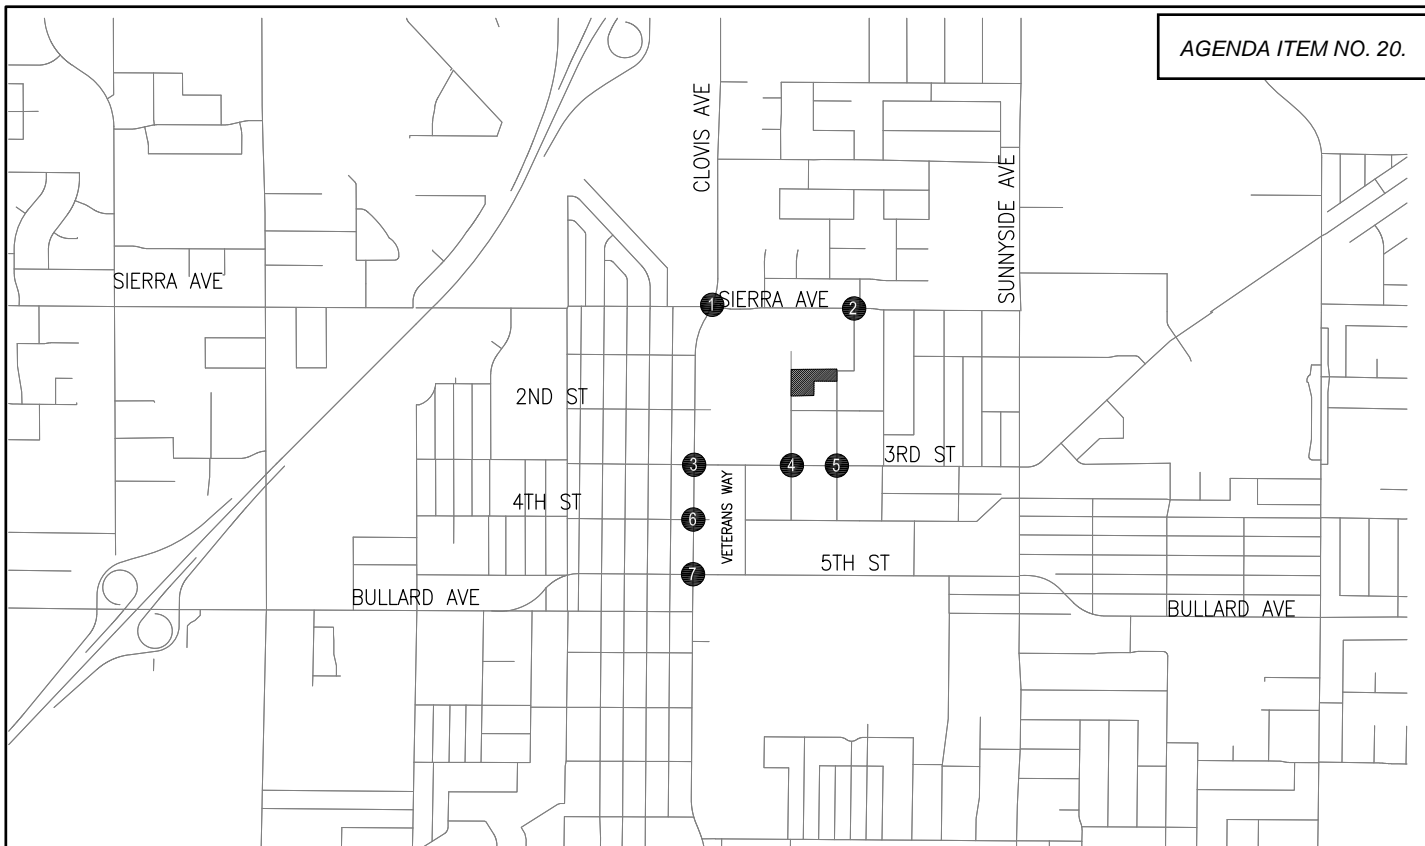 AGENDA ITEM NO. 20.
CLOVIS AVE
SUNNYSIDE AVE
SIERRA AVE
1
SIERRA AVE
2
2ND ST
3
4
5
3RD ST
4TH ST
VETERANS WAY
6
5TH ST
7
BULLARD AVE
BULLARD AVE